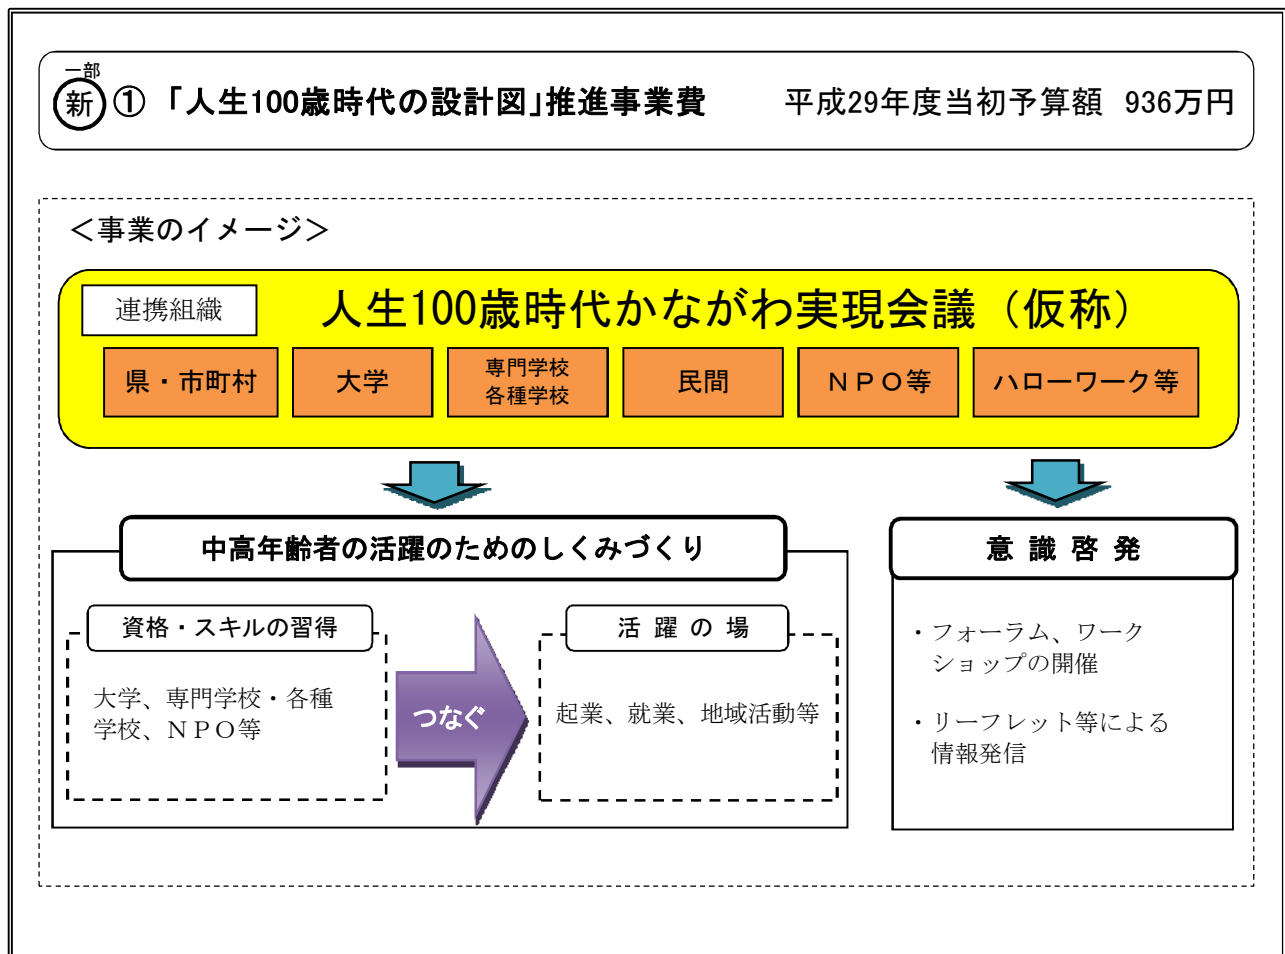 一部
新 ① 「人生100歳時代の設計図」推進事業費 平成29年度当初予算額 936万円
＜事業のイメージ＞
連携組織 人生100歳時代かながわ実現会議（仮称）
県・市町村 大学 専門学校 各種学校 民間 ＮＰＯ等 ハローワーク等
中高年齢者の活躍のためのしくみづくり
資格・スキルの習得
大学、専門学校・各種
学校、ＮＰＯ等
つなぐ
活 躍 の 場
起業、就業、地域活動等
意 識 啓 発
・フォーラム、ワーク
ショップの開催
・リーフレット等による
情報発信